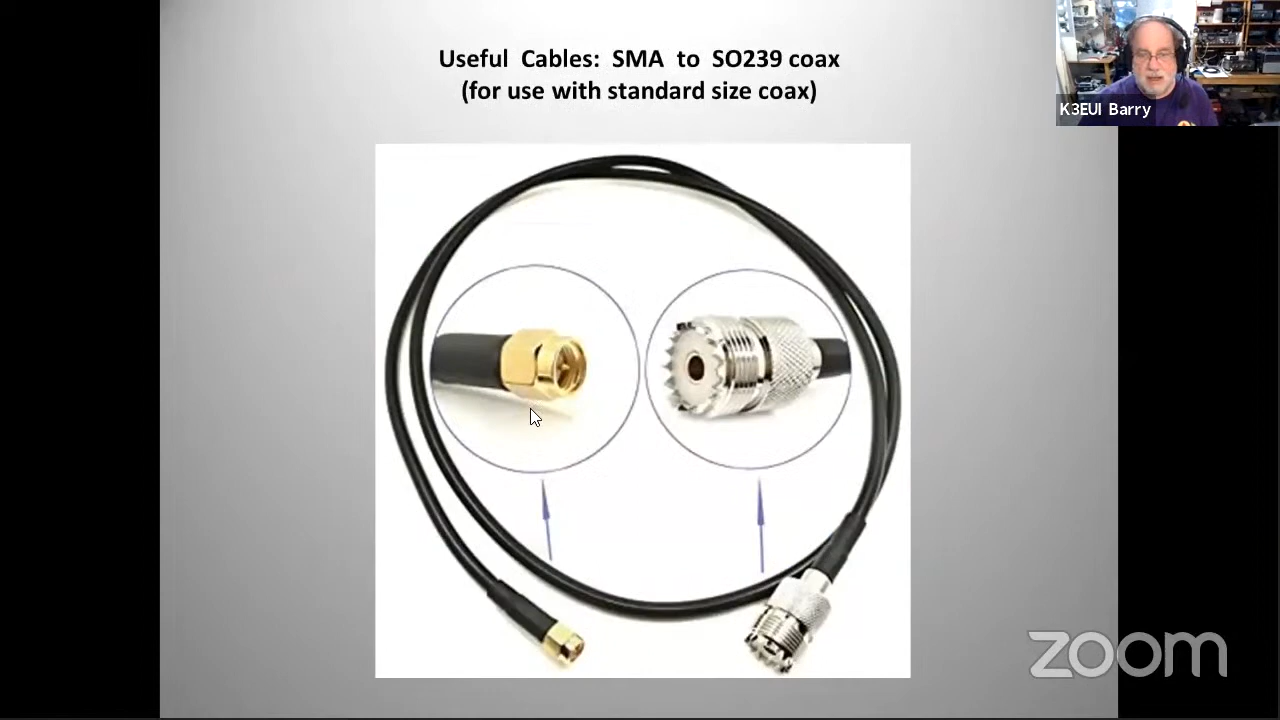 Useful Cables: SMA to SO239 coax
(for use with standard size coax)
K3EUI Barry
zoom